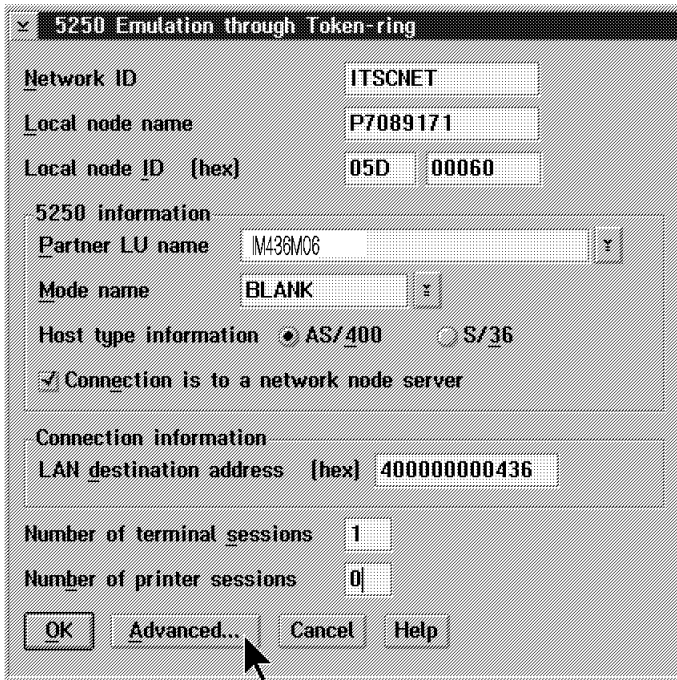 5250 Emulation through Token-ring
Network ID ITSCNET
Local node name P7089171
Local node ID (hex) 05D 00060
5250 information
Partner LU name IM436M06
Mode name BLANK
Host type information AS/400 S/36
Connection is to a network node server
Connection information
LAN destination address (hex) 400000000436
Number of terminal sessions 1
Number of printer sessions 0
OK Advanced... Cancel Help